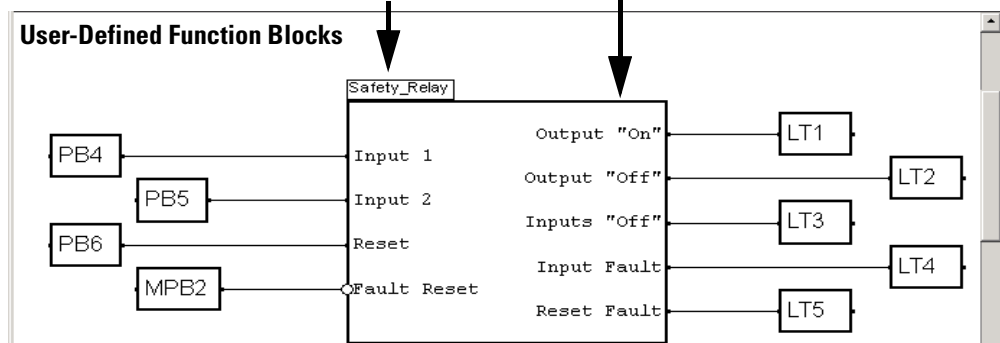 User-Defined Function Blocks
Safety_Relay
PB4
PB5
PB6
MPB2
Input 1
Input 2
Reset
Fault Reset
Output "On"
Output "Off"
Inputs "Off"
Input Fault
Reset Fault
LT1
LT2
LT3
LT4
LT5